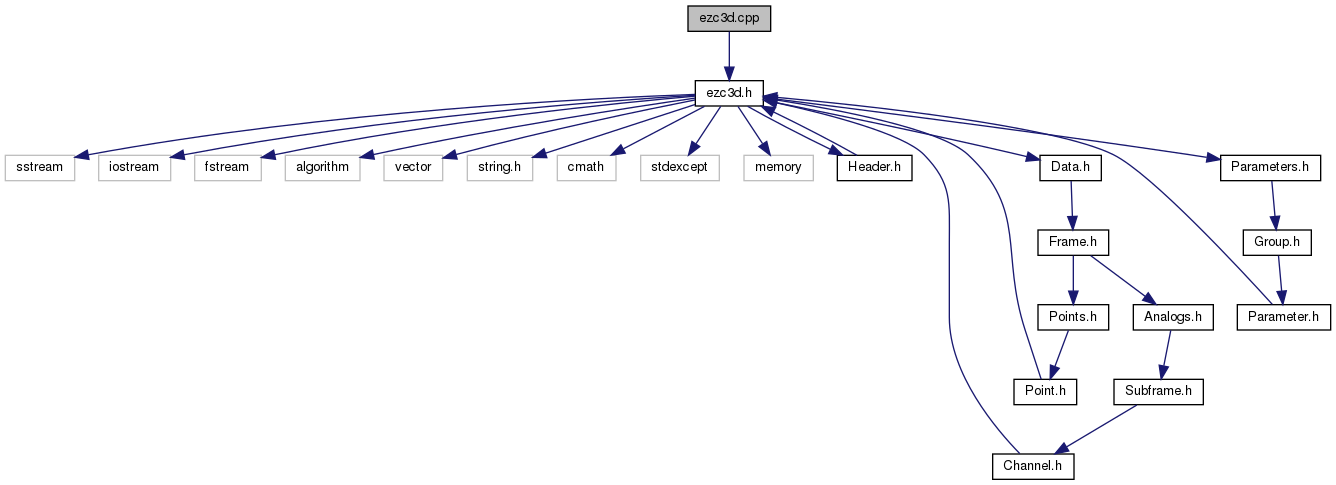 ezc3d.cpp
ezc3d.h
sstream
iostream
fstream
algorithm
vector
string.h
cmath
stdexcept
memory
Header.h
Data.h
Parameters.h
Frame.h
Group.h
Points.h
Analogs.h
Parameter.h
Point.h
Subframe.h
Channel.h